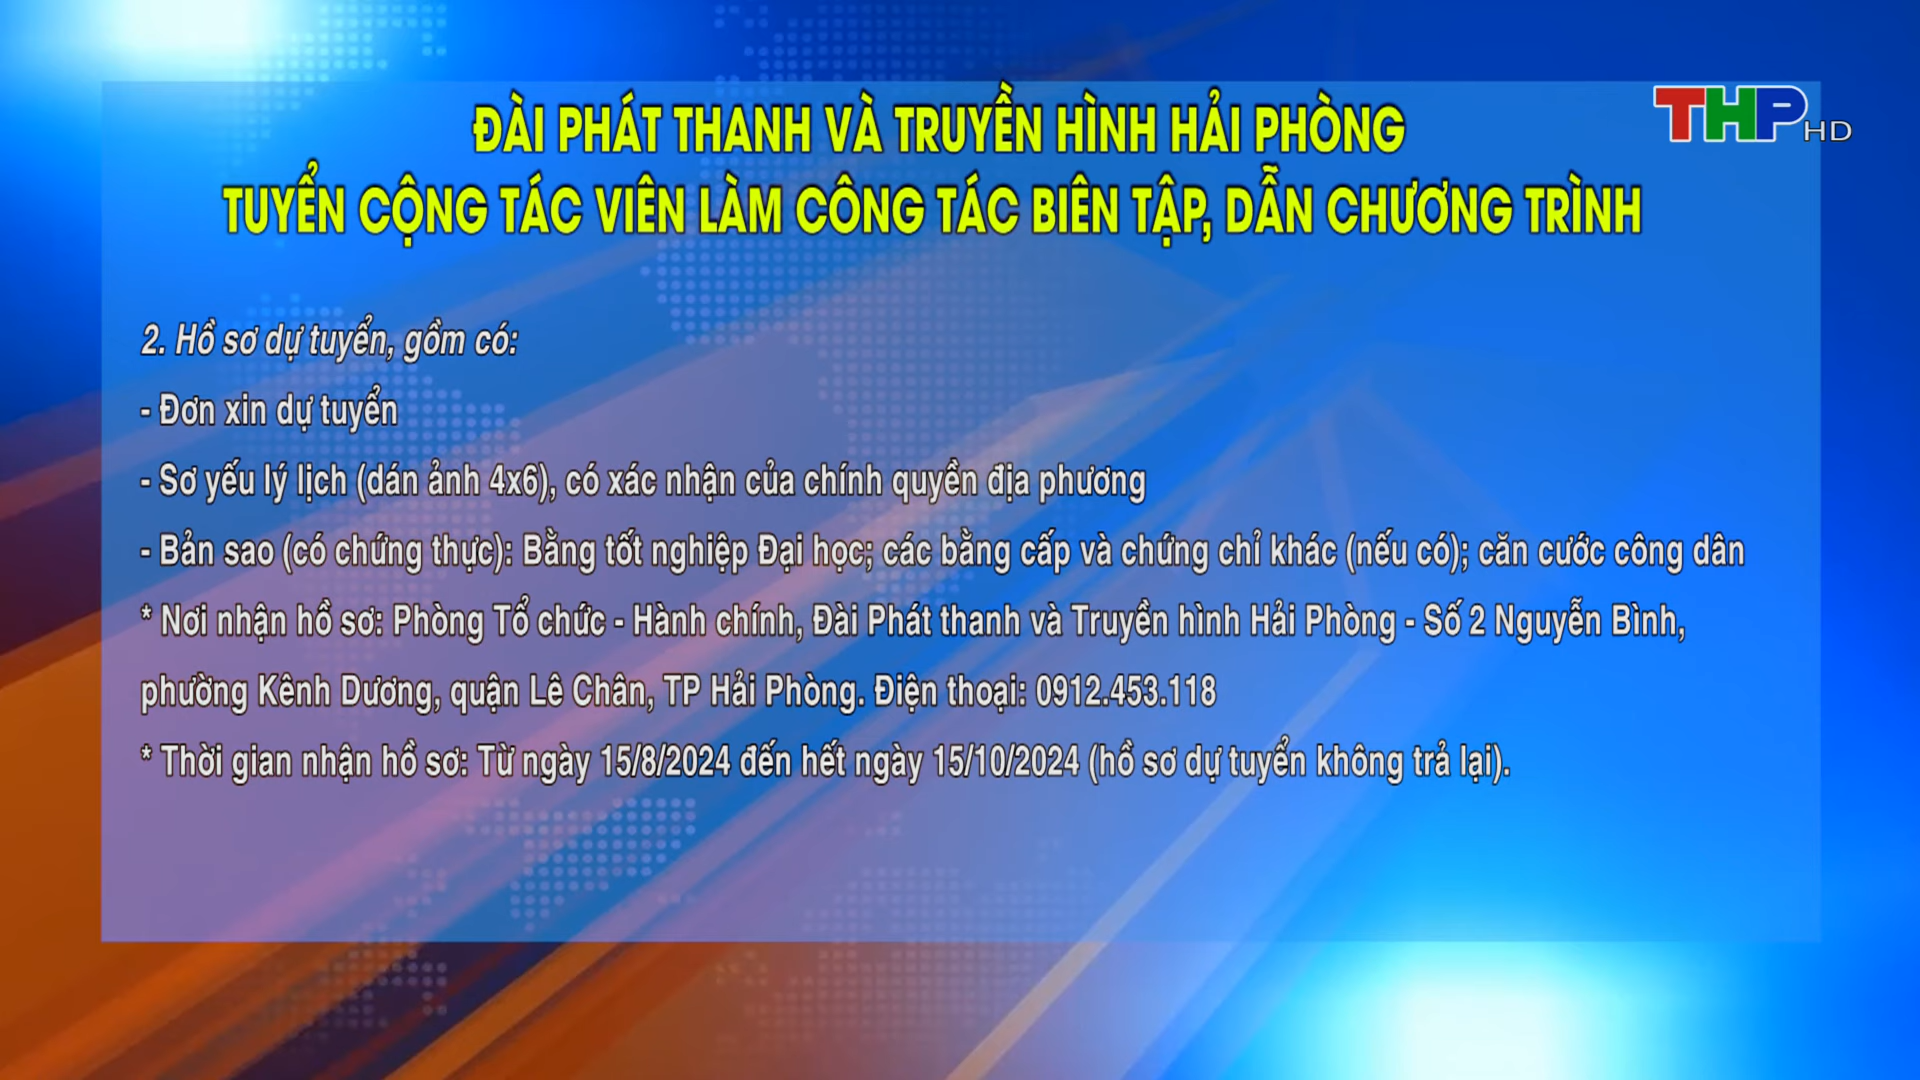 THP HD
ĐÀI PHÁT THANH VÀ TRUYỀN HÌNH HẢI PHÒNG
TUYỂN CỘNG TÁC VIÊN LÀM CÔNG TÁC BIÊN TẬP, DẪN CHƯƠNG TRÌNH
2. Hồ sơ dự tuyển, gồm có:
- Đơn xin dự tuyển
- Sơ yếu lý lịch (dán ảnh 4x6), có xác nhận của chính quyền địa phương
- Bản sao (có chứng thực): Bằng tốt nghiệp Đại học; các bằng cấp và chứng chỉ khác (nếu có); căn cước công dân
* Nơi nhận hồ sơ: Phòng Tổ chức - Hành chính, Đài Phát thanh và Truyền hình Hải Phòng - Số 2 Nguyễn Bình,
phường Kênh Dương, quận Lê Chân, TP Hải Phòng. Điện thoại: 0912.453.118
* Thời gian nhận hồ sơ: Từ ngày 15/8/2024 đến hết ngày 15/10/2024 (hồ sơ dự tuyển không trả lại).